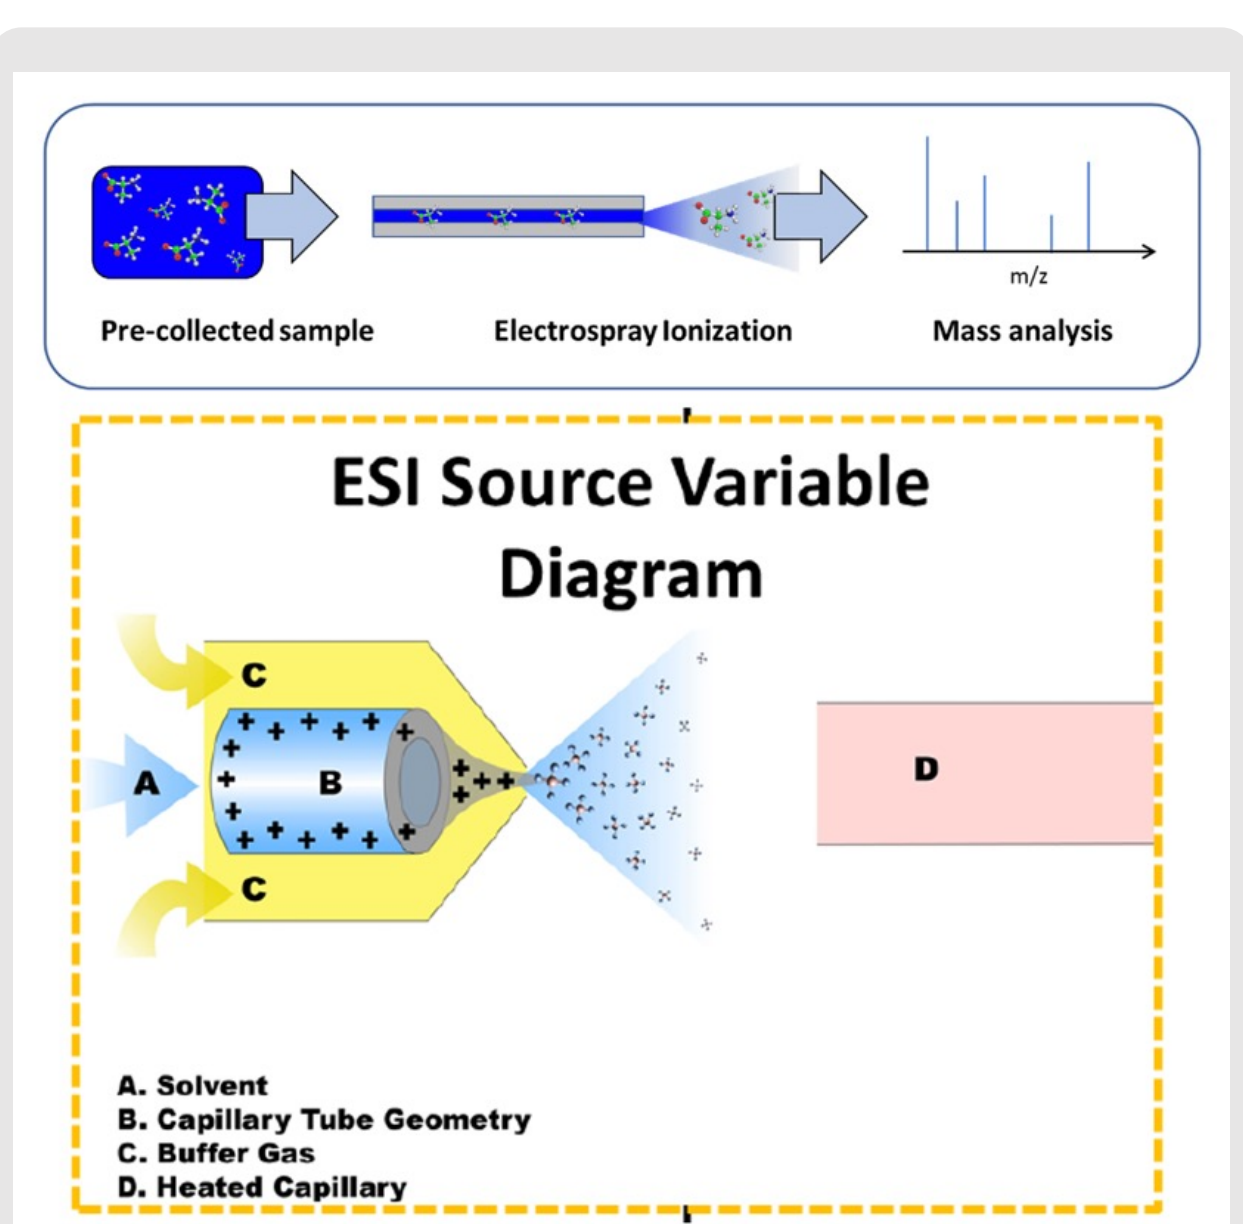 m/z
Pre-collected sample
Electrospray Ionization
Mass analysis
ESI Source Variable
Diagram
C
A
B
D
C
A. Solvent
B. Capillary Tube Geometry
C. Buffer Gas
D. Heated Capillary